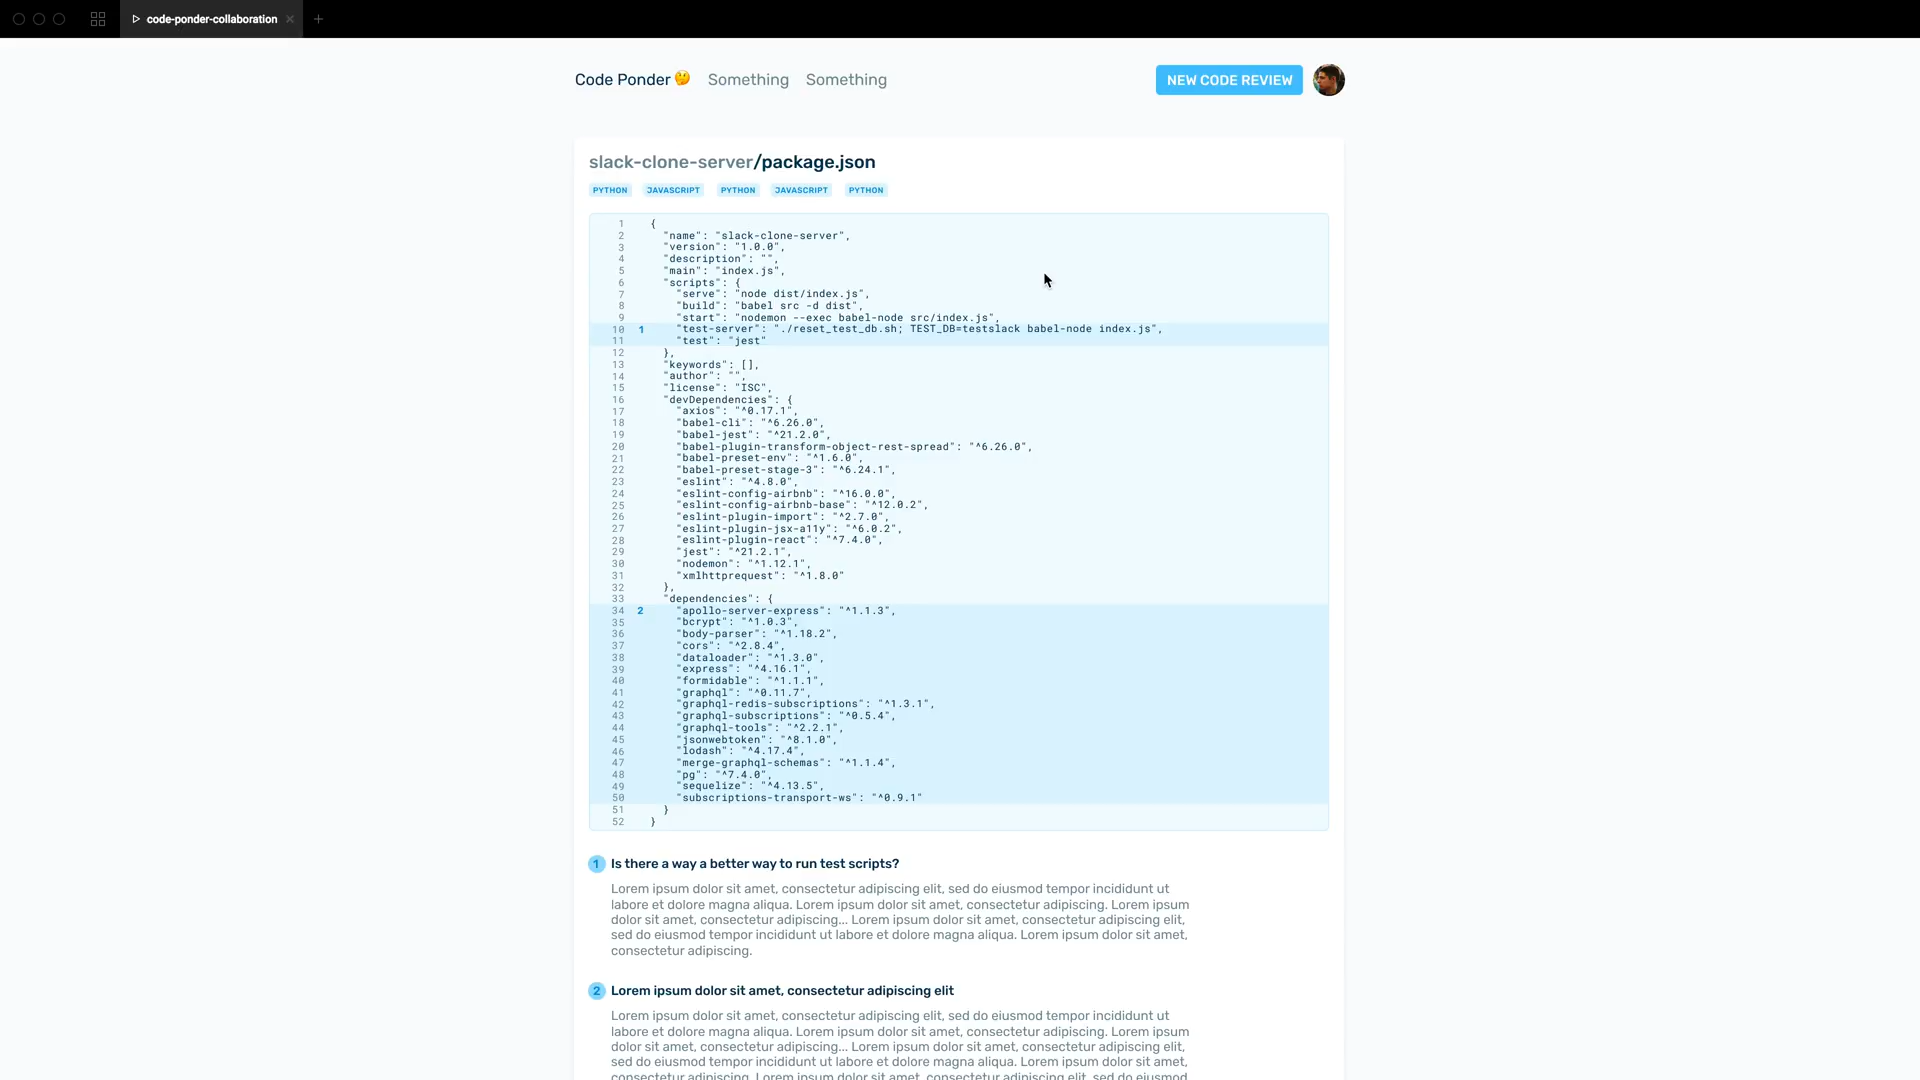 code-ponder-collaboration
Code Ponder 🤔 Something Something NEW CODE REVIEW
slack-clone-server/package.json
PYTHON JAVASCRIPT PYTHON JAVASCRIPT PYTHON
1 {
2 "name": "slack-clone-server",
3 "version": "1.0.0",
4 "description": "",
5 "main": "index.js",
6 "scripts": {
7 "serve": "node dist/index.js",
8 "build": "babel src -d dist",
9 "start": "nodemon --exec babel-node src/index.js",
10 1 "test-server": "./reset_test_db.sh; TEST_DB=testslack babel-node index.js",
11 "test": "jest"
12 },
13 "keywords": [],
14 "author": "",
15 "license": "ISC",
16 "devDependencies": {
17 "axios": "^0.17.1",
18 "babel-cli": "^6.26.0",
19 "babel-jest": "^21.2.0",
20 "babel-plugin-transform-object-rest-spread": "^6.26.0",
21 "babel-preset-env": "^1.6.0",
22 "babel-preset-stage-3": "^6.24.1",
23 "eslint": "^4.8.0",
24 "eslint-config-airbnb": "^16.0.0",
25 "eslint-config-airbnb-base": "^12.0.2",
26 "eslint-plugin-import": "^2.7.0",
27 "eslint-plugin-jsx-a11y": "^6.0.2",
28 "eslint-plugin-react": "^7.4.0",
29 "jest": "^21.2.1",
30 "nodemon": "^1.12.1",
31 "xmlhttprequest": "^1.8.0"
32 },
33 "dependencies": {
34 2 "apollo-server-express": "^1.1.3",
35 "bcrypt": "^1.0.3",
36 "body-parser": "^1.18.2",
37 "cors": "^2.8.4",
38 "dataloader": "^1.3.0",
39 "express": "^4.16.1",
40 "formidable": "^1.1.1",
41 "graphql": "^0.11.7",
42 "graphql-redis-subscriptions": "^1.3.1",
43 "graphql-subscriptions": "^0.5.4",
44 "graphql-tools": "^2.2.1",
45 "jsonwebtoken": "^8.1.0",
46 "lodash": "^4.17.4",
47 "merge-graphql-schemas": "^1.1.4",
48 "pg": "^7.4.0",
49 "sequelize": "^4.13.5",
50 "subscriptions-transport-ws": "^0.9.1"
51 }
52 }
1 Is there a way a better way to run test scripts?
Lorem ipsum dolor sit amet, consectetur adipiscing elit, sed do eiusmod tempor incididunt ut
labore et dolore magna aliqua. Lorem ipsum dolor sit amet, consectetur adipiscing. Lorem ipsum
dolor sit amet, consectetur adipiscing... Lorem ipsum dolor sit amet, consectetur adipiscing elit,
sed do eiusmod tempor incididunt ut labore et dolore magna aliqua. Lorem ipsum dolor sit amet,
consectetur adipiscing.
2 Lorem ipsum dolor sit amet, consectetur adipiscing elit
Lorem ipsum dolor sit amet, consectetur adipiscing elit, sed do eiusmod tempor incididunt ut
labore et dolore magna aliqua. Lorem ipsum dolor sit amet, consectetur adipiscing. Lorem ipsum
dolor sit amet, consectetur adipiscing... Lorem ipsum dolor sit amet, consectetur adipiscing elit,
sed do eiusmod tempor incididunt ut labore et dolore magna aliqua. Lorem ipsum dolor sit amet,
consectetur adipiscing. Lorem ipsum dolor sit amet, consectetur adipiscing elit, sed do eiusmod